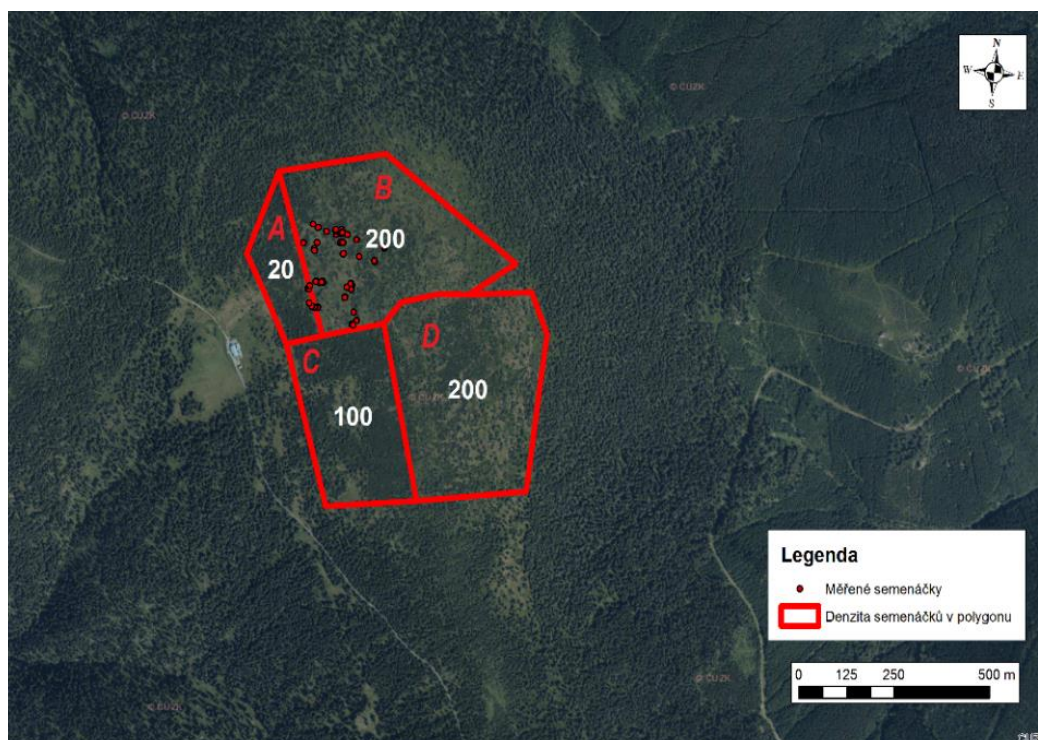 N
W E
S
© ČÚZK
© ČÚZK
B
A
200
20
D
C
© ČÚZK
200
100
© ČÚZK
Legenda
Měřené semenáčky
Denzita semenáčků v polygonu
0 125 250 500 m
© ČÚZK
© ČÚZK